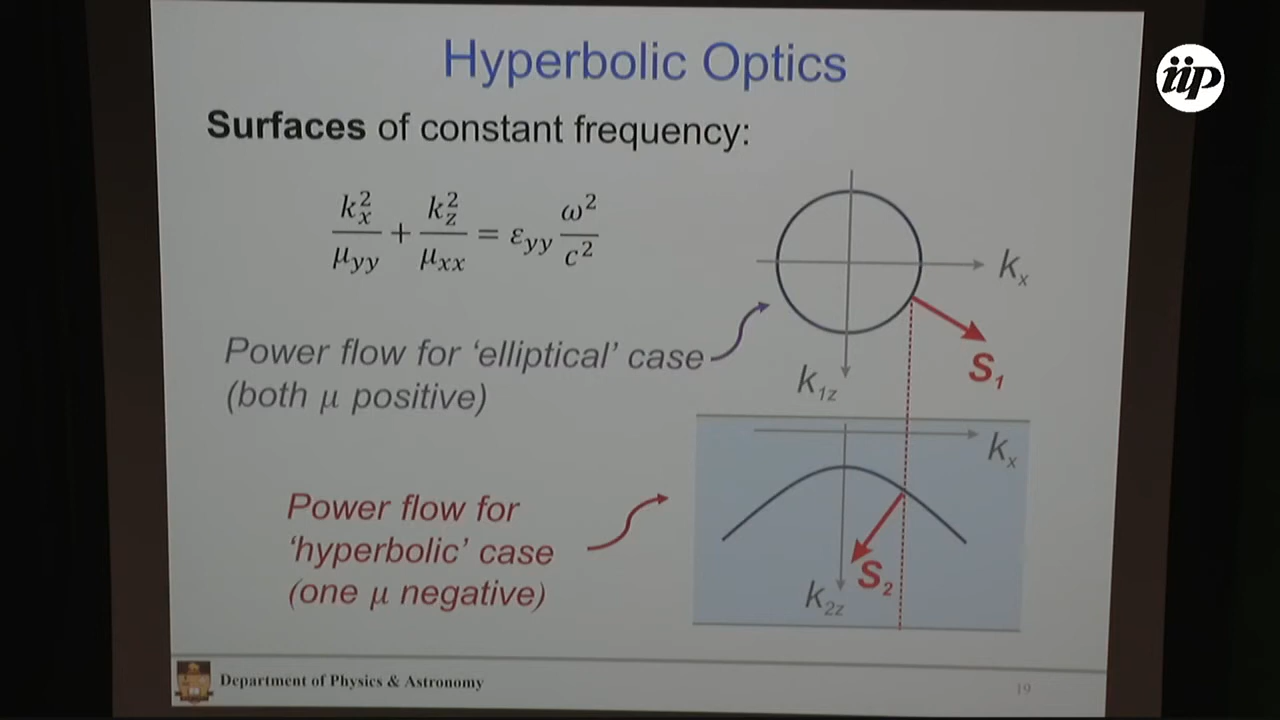 Hyperbolic Optics
iip
Surfaces of constant frequency:
k_x^2/μ_yy + k_z^2/μ_xx = ε_yy ω^2/c^2
k_x
Power flow for 'elliptical' case
(both μ positive)
S_1
k_1z
k_x
Power flow for
'hyperbolic' case
(one μ negative)
S_2
k_2z
Department of Physics & Astronomy
19